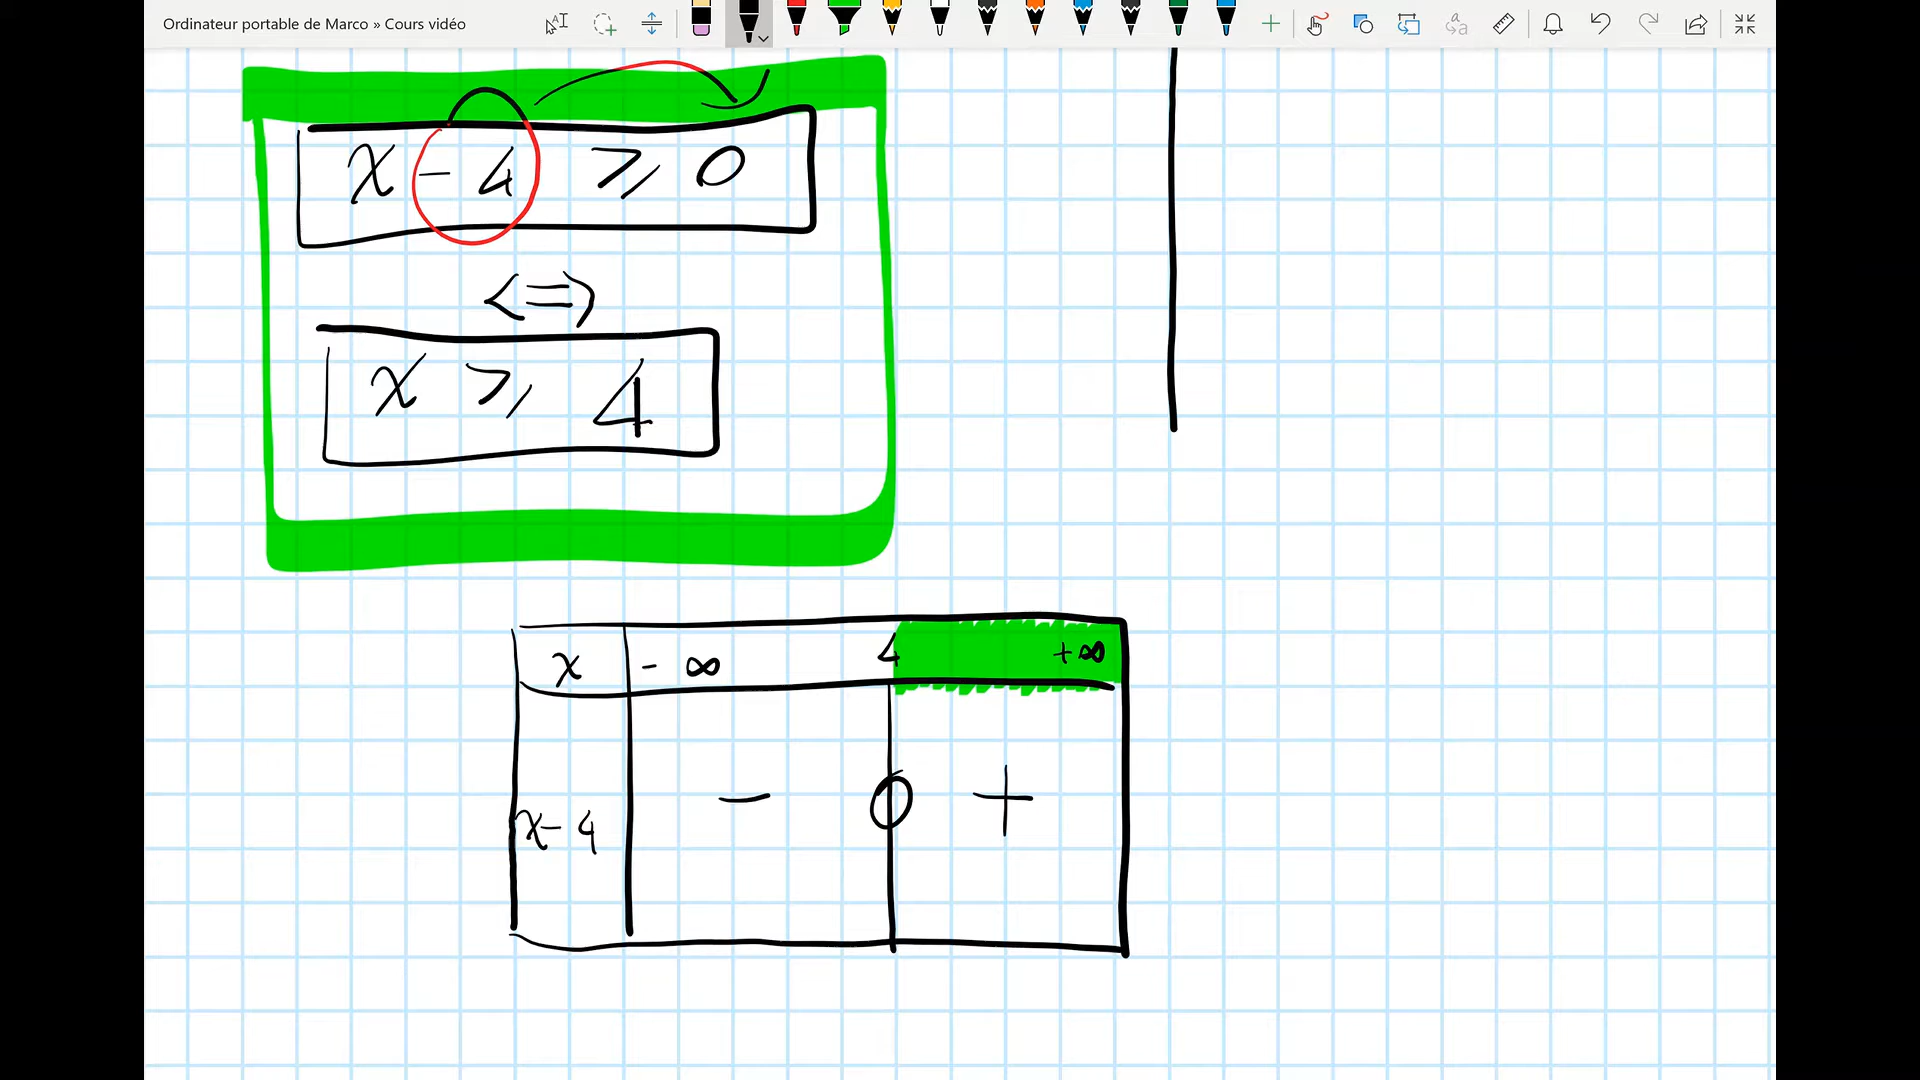 Ordinateur portable de Marco » Cours vidéo
x - 4 ⩾ 0
<=>
x ⩾ 4
x - ∞ 4 +∞
x - 4 - 0 +